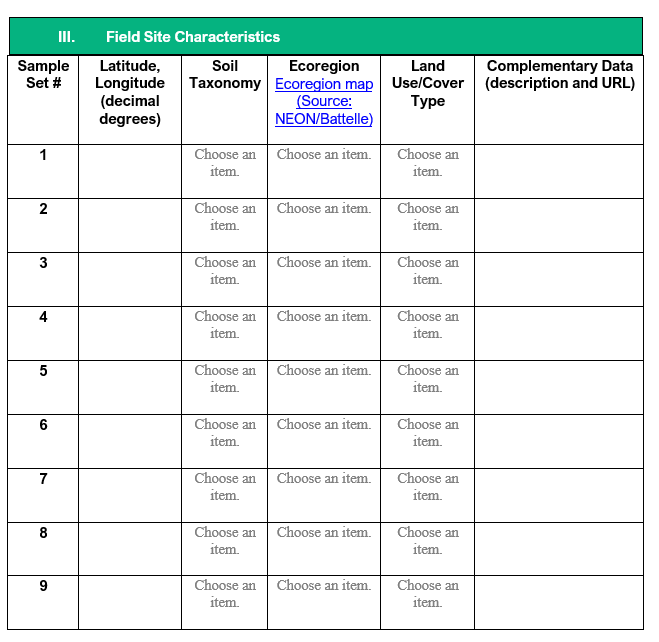 III. Field Site Characteristics
Sample Set # Latitude, Longitude (decimal degrees) Soil Taxonomy Ecoregion Ecoregion map (Source: NEON/Battelle) Land Use/Cover Type Complementary Data (description and URL)
1 Choose an item. Choose an item. Choose an item.
2 Choose an item. Choose an item. Choose an item.
3 Choose an item. Choose an item. Choose an item.
4 Choose an item. Choose an item. Choose an item.
5 Choose an item. Choose an item. Choose an item.
6 Choose an item. Choose an item. Choose an item.
7 Choose an item. Choose an item. Choose an item.
8 Choose an item. Choose an item. Choose an item.
9 Choose an item. Choose an item. Choose an item.